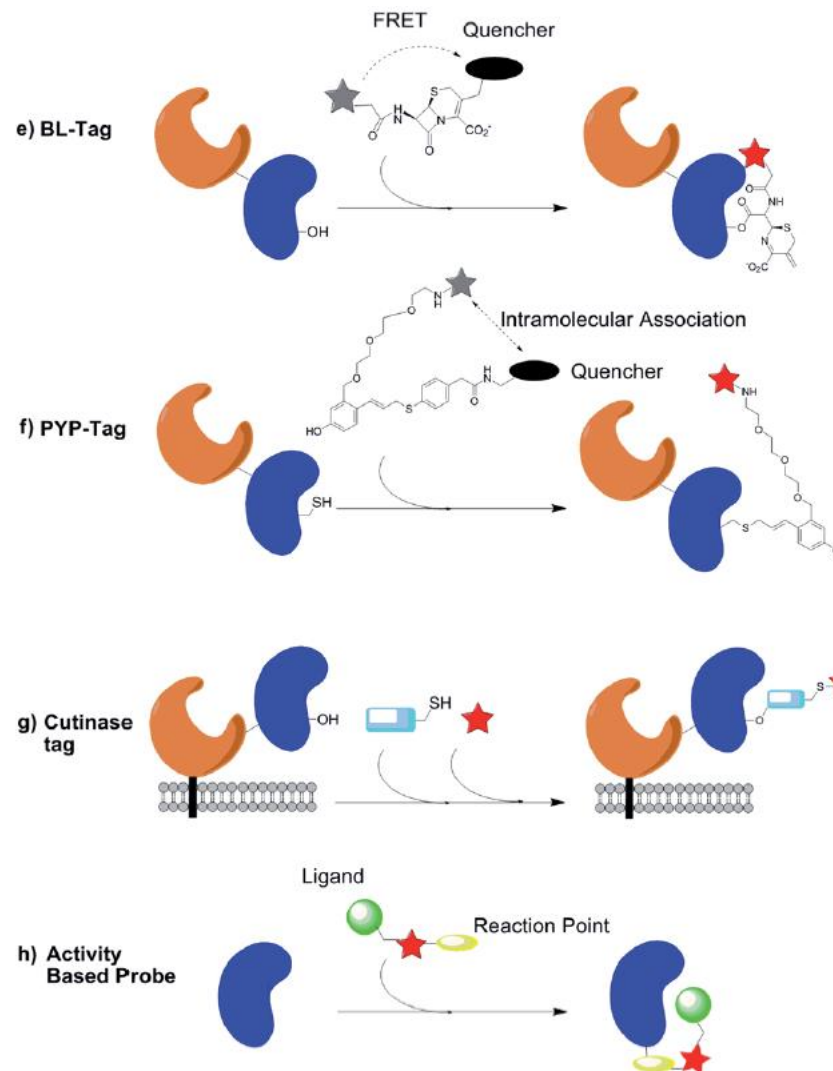 FRET
Quencher
e) BL-Tag
S
H
N
O
N
O
CO2-
OH
O
NH
O
O
S
N
-O2C
N
H
O
O
O
Intramolecular Association
H
N
O
S
HO
Quencher
f) PYP-Tag
SH
NH
O
O
O
S
g) Cutinase
tag
OH
SH
S
O
Ligand
Reaction Point
h) Activity
Based Probe